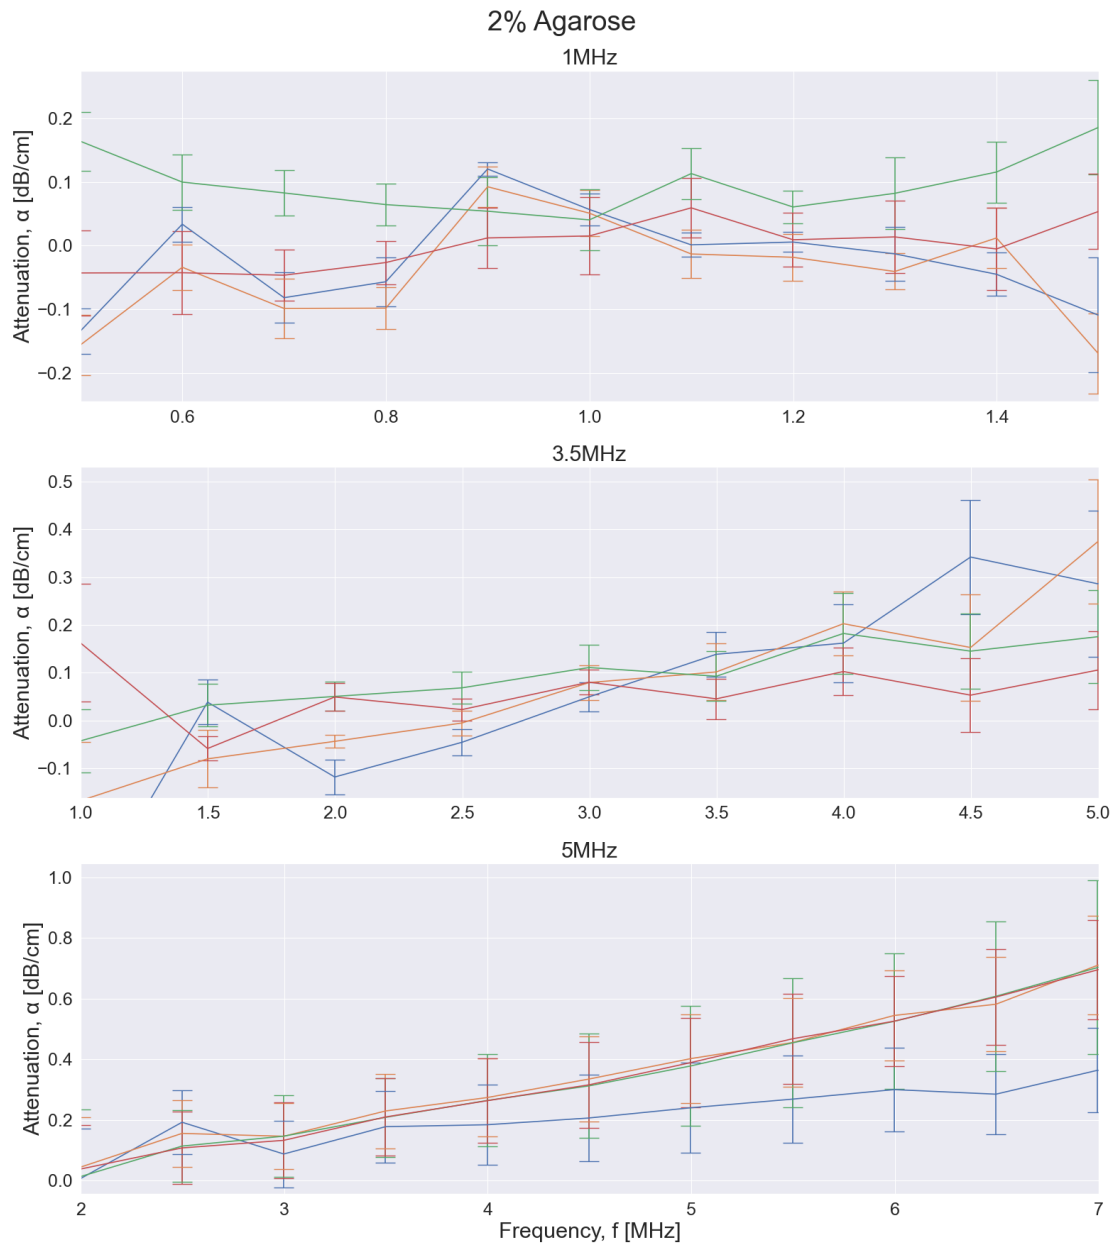 2% Agarose
1MHz
Attenuation, α [dB/cm]
0.2
0.1
0.0
−0.1
−0.2
0.6 0.8 1.0 1.2 1.4
3.5MHz
Attenuation, α [dB/cm]
0.5
0.4
0.3
0.2
0.1
0.0
−0.1
1.0 1.5 2.0 2.5 3.0 3.5 4.0 4.5 5.0
5MHz
Attenuation, α [dB/cm]
1.0
0.8
0.6
0.4
0.2
0.0
2 3 4 5 6 7
Frequency, f [MHz]